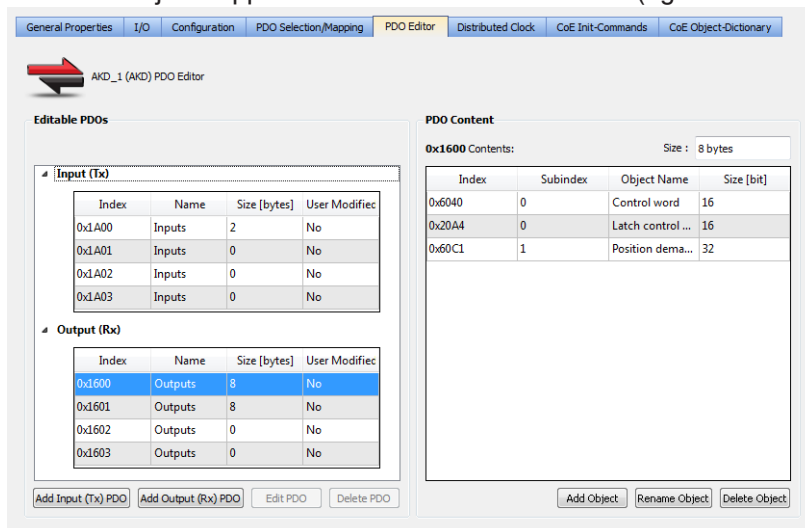 General Properties I/O Configuration PDO Selection/Mapping PDO Editor Distributed Clock CoE Init-Commands CoE Object-Dictionary
AKD_1 (AKD) PDO Editor
Editable PDOs
Input (Tx)
Index Name Size [bytes] User Modifiec
0x1A00 Inputs 2 No
0x1A01 Inputs 0 No
0x1A02 Inputs 0 No
0x1A03 Inputs 0 No
Output (Rx)
Index Name Size [bytes] User Modifiec
0x1600 Outputs 8 No
0x1601 Outputs 8 No
0x1602 Outputs 0 No
0x1603 Outputs 0 No
Add Input (Tx) PDO Add Output (Rx) PDO Edit PDO Delete PDO
PDO Content
0x1600 Contents: Size : 8 bytes
Index Subindex Object Name Size [bit]
0x6040 0 Control word 16
0x20A4 0 Latch control ... 16
0x60C1 1 Position dema... 32
Add Object Rename Object Delete Object